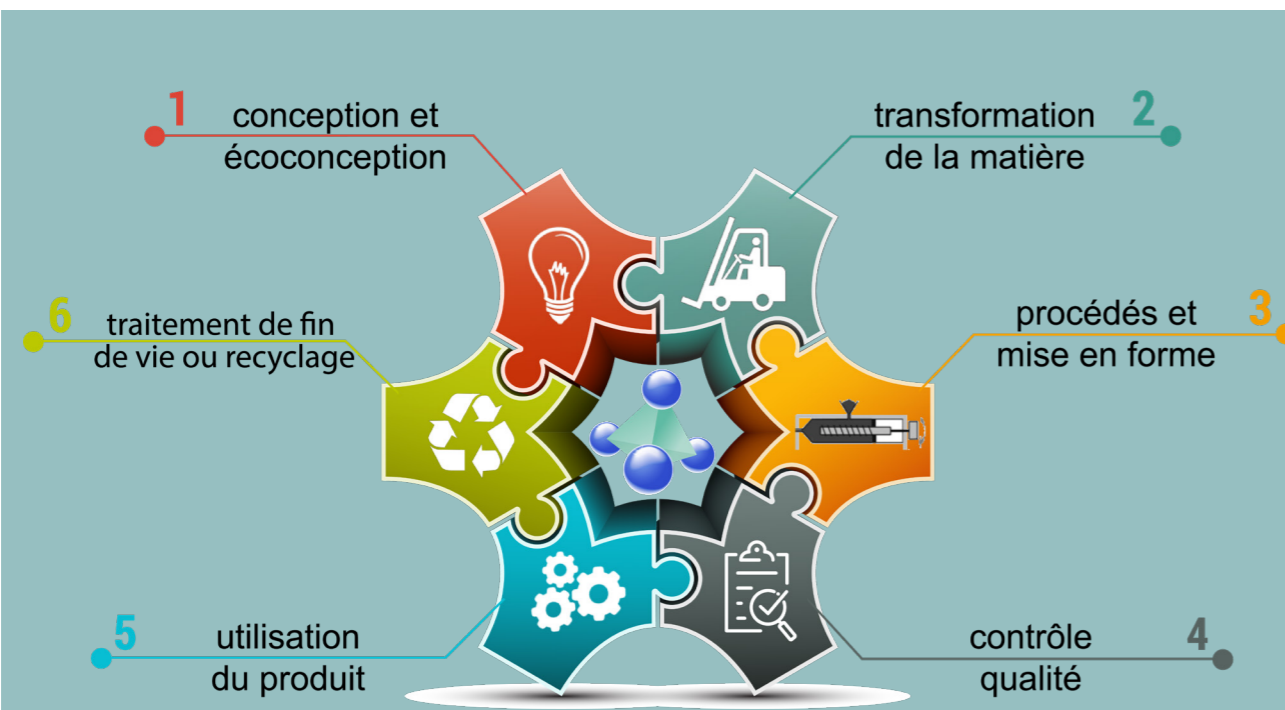 1
conception et
écoconception
2
transformation
de la matière
3
procédés et
mise en forme
4
contrôle
qualité
5
utilisation
du produit
6
traitement de fin
de vie ou recyclage